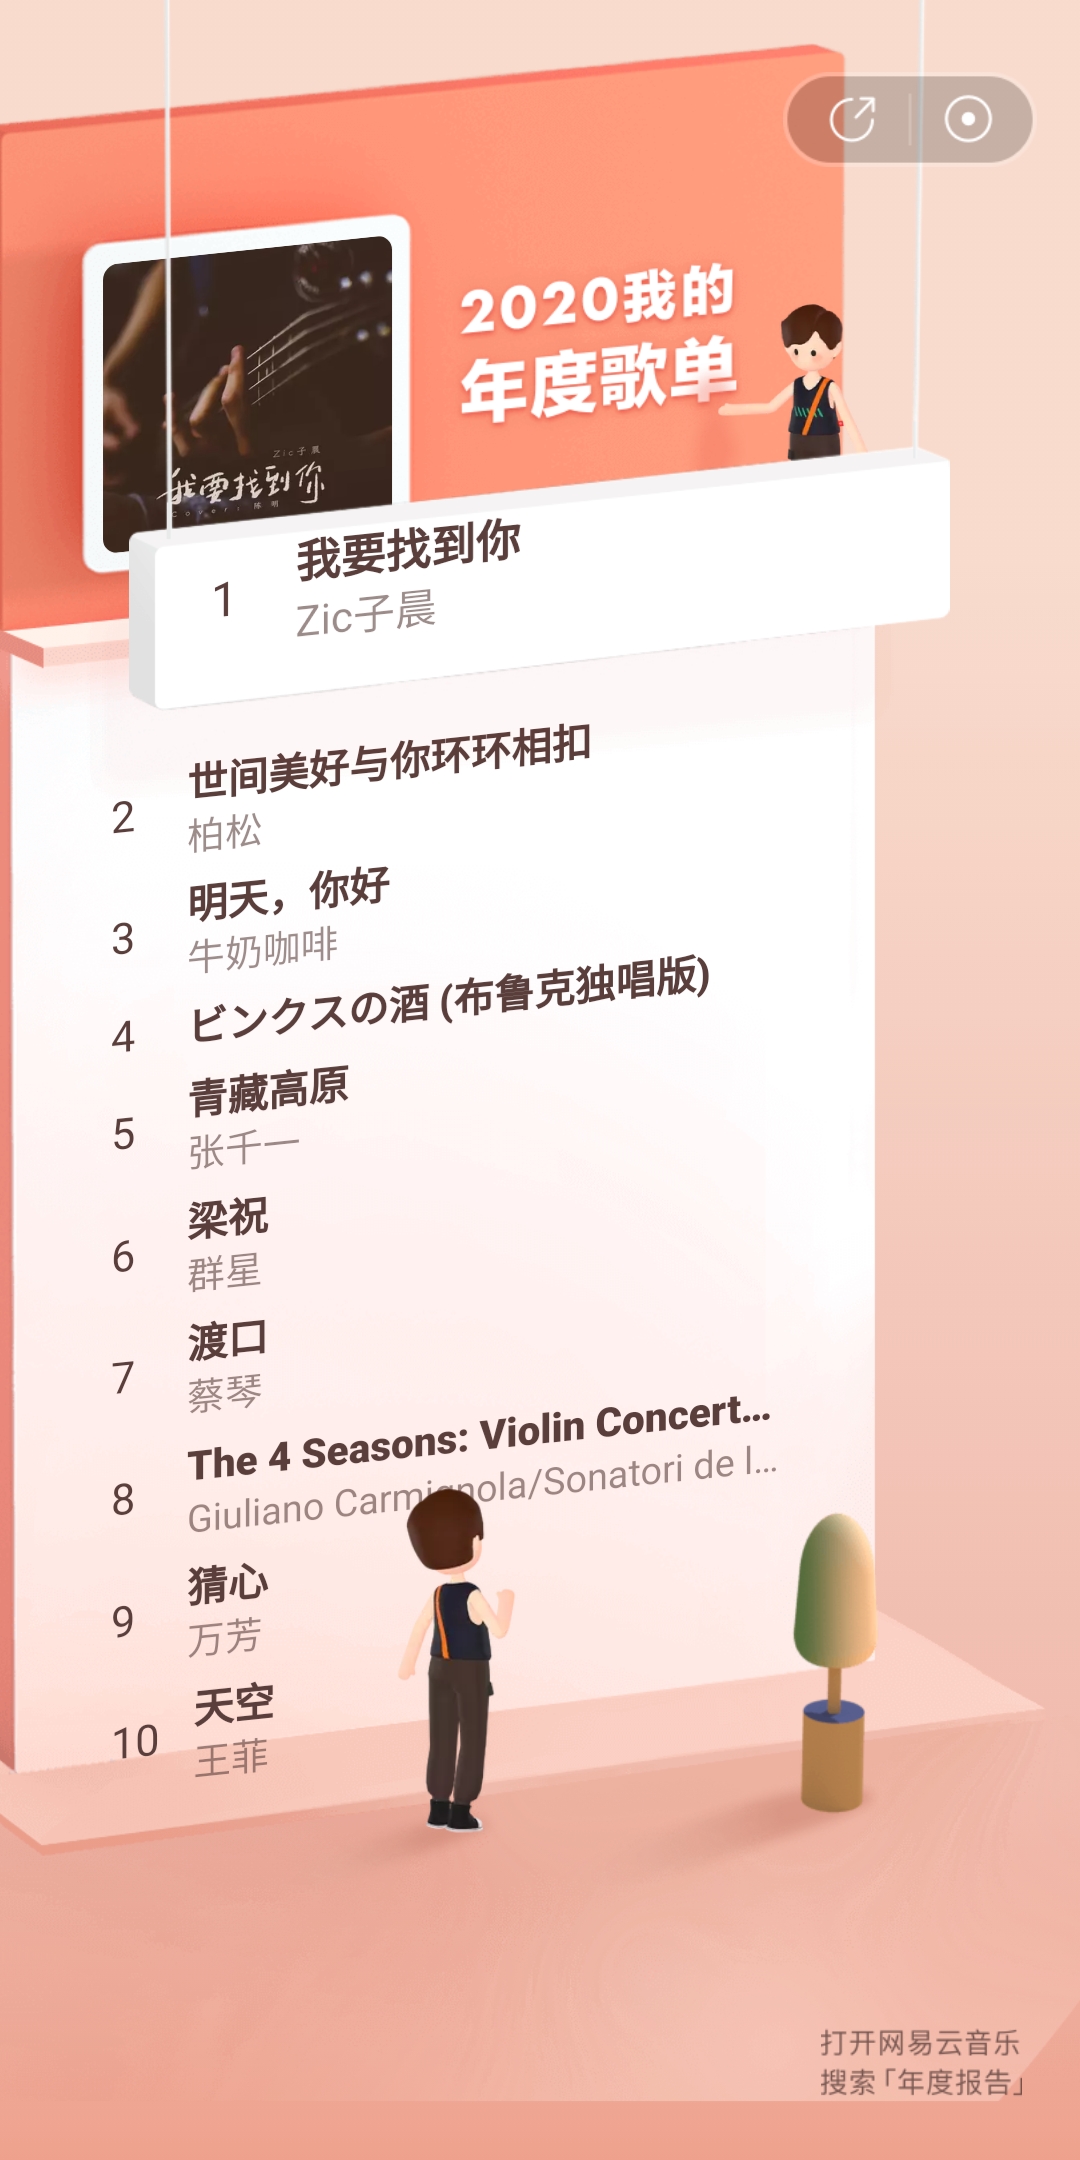 2020我的
年度歌单
Zic子晨
我要找到你
Cover: 陈明
1
我要找到你
Zic子晨
2
世间美好与你环环相扣
柏松
3
明天，你好
牛奶咖啡
4
ビンクスの酒 (布鲁克独唱版)
5
青藏高原
张千一
6
梁祝
群星
7
渡口
蔡琴
8
The 4 Seasons: Violin Concert...
Giuliano Carmignola/Sonatori de l...
9
猜心
万芳
10
天空
王菲
打开网易云音乐
搜索「年度报告」